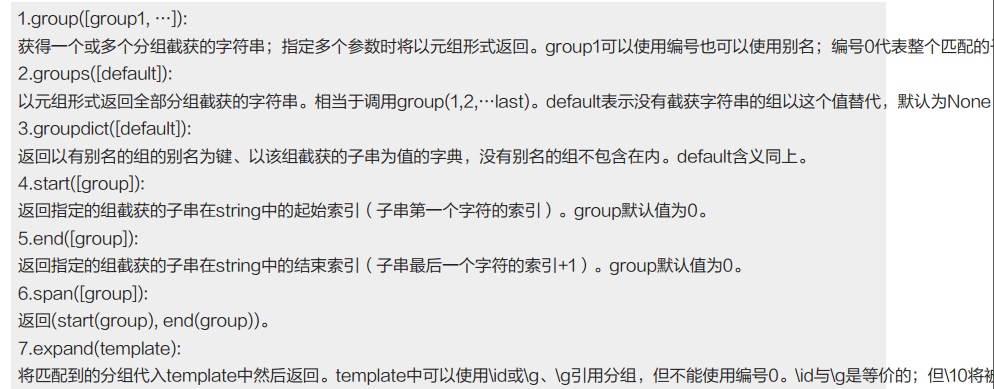 1.group([group1, …]):
获得一个或多个分组截获的字符串；指定多个参数时将以元组形式返回。group1可以使用编号也可以使用别名；编号0代表整个匹配的
2.groups([default]):
以元组形式返回全部分组截获的字符串。相当于调用group(1,2,…last)。default表示没有截获字符串的组以这个值替代，默认为None
3.groupdict([default]):
返回以有别名的组的别名为键、以该组截获的子串为值的字典，没有别名的组不包含在内。default含义同上。
4.start([group]):
返回指定的组截获的子串在string中的起始索引（子串第一个字符的索引）。group默认值为0。
5.end([group]):
返回指定的组截获的子串在string中的结束索引（子串最后一个字符的索引+1）。group默认值为0。
6.span([group]):
返回(start(group), end(group))。
7.expand(template):
将匹配到的分组代入template中然后返回。template中可以使用\id或\g、\g引用分组，但不能使用编号0。\id与\g是等价的；但\10将